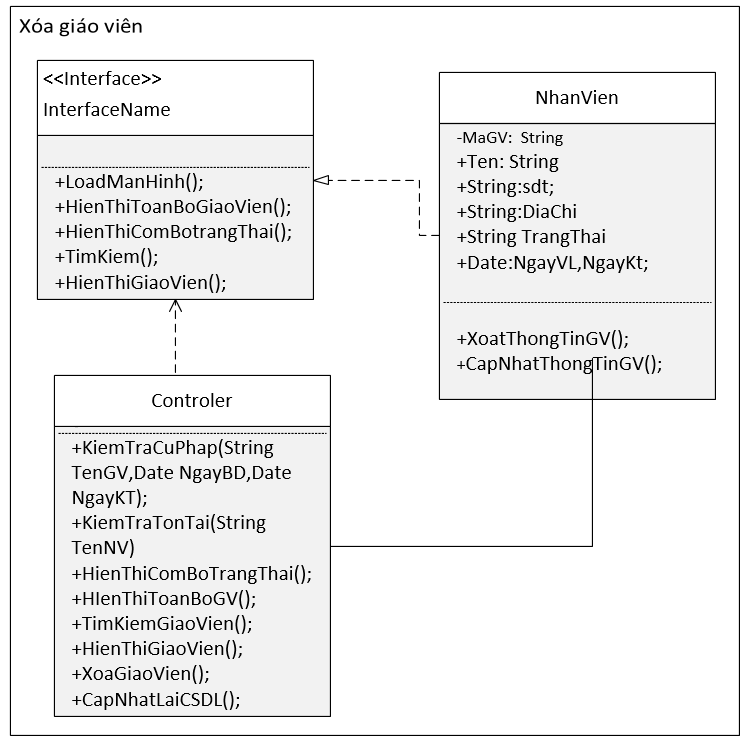 Xóa giáo viên
<<Interface>>
InterfaceName
+LoadManHinh();
+HienThiToanBoGiaoVien();
+HienThiComBotrangThai();
+TimKiem();
+HienThiGiaoVien();
NhanVien
-MaGV: String
+Ten: String
+String:sdt;
+String:DiaChi
+String TrangThai
+Date:NgayVL,NgayKt;
+XoatThongTinGV();
+CapNhatThongTinGV();
Controler
+KiemTraCuPhap(String
TenGV,Date NgayBD,Date
NgayKT);
+KiemTraTonTai(String
TenNV)
+HienThiComBoTrangThai();
+HIenThiToanBoGV();
+TimKiemGiaoVien();
+HienThiGiaoVien();
+XoaGiaoVien();
+CapNhatLaiCSDL();